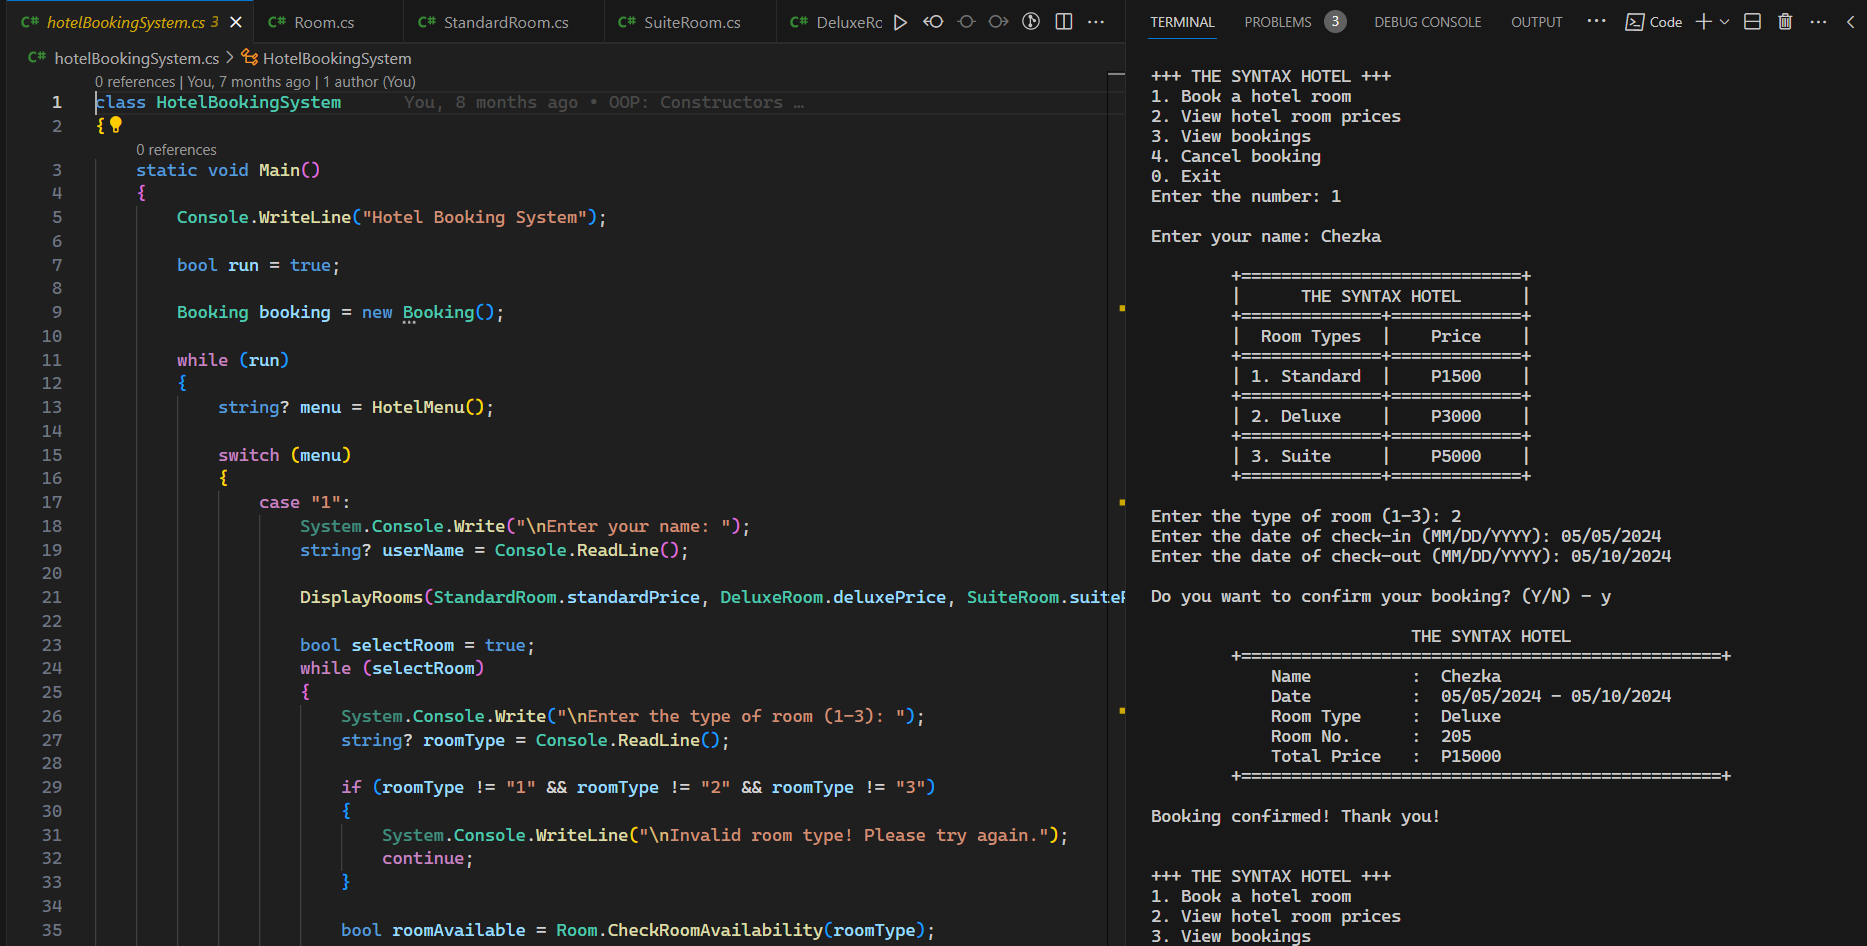 hotelBookingSystem.cs 3 Room.cs StandardRoom.cs SuiteRoom.cs DeluxeRo
hotelBookingSystem.cs > HotelBookingSystem
0 references | You, 7 months ago | 1 author (You)
1 class HotelBookingSystem You, 8 months ago • OOP: Constructors …
2 {
0 references
3 static void Main()
4 {
5 Console.WriteLine("Hotel Booking System");
6
7 bool run = true;
8
9 Booking booking = new Booking();
10
11 while (run)
12 {
13 string? menu = HotelMenu();
14
15 switch (menu)
16 {
17 case "1":
18 System.Console.Write("\nEnter your name: ");
19 string? userName = Console.ReadLine();
20
21 DisplayRooms(StandardRoom.standardPrice, DeluxeRoom.deluxePrice, SuiteRoom.suiteP
22
23 bool selectRoom = true;
24 while (selectRoom)
25 {
26 System.Console.Write("\nEnter the type of room (1-3): ");
27 string? roomType = Console.ReadLine();
28
29 if (roomType != "1" && roomType != "2" && roomType != "3")
30 {
31 System.Console.WriteLine("\nInvalid room type! Please try again.");
32 continue;
33 }
34
35 bool roomAvailable = Room.CheckRoomAvailability(roomType);
TERMINAL PROBLEMS 3 DEBUG CONSOLE OUTPUT ··· Code
+++ THE SYNTAX HOTEL +++
1. Book a hotel room
2. View hotel room prices
3. View bookings
4. Cancel booking
0. Exit
Enter the number: 1
Enter your name: Chezka
+============================+
| THE SYNTAX HOTEL |
+==============+=============+
| Room Types | Price |
+==============+=============+
| 1. Standard | P1500 |
+==============+=============+
| 2. Deluxe | P3000 |
+==============+=============+
| 3. Suite | P5000 |
+==============+=============+
Enter the type of room (1-3): 2
Enter the date of check-in (MM/DD/YYYY): 05/05/2024
Enter the date of check-out (MM/DD/YYYY): 05/10/2024
Do you want to confirm your booking? (Y/N) - y
THE SYNTAX HOTEL
+================================================+
Name : Chezka
Date : 05/05/2024 - 05/10/2024
Room Type : Deluxe
Room No. : 205
Total Price : P15000
+================================================+
Booking confirmed! Thank you!
+++ THE SYNTAX HOTEL +++
1. Book a hotel room
2. View hotel room prices
3. View bookings